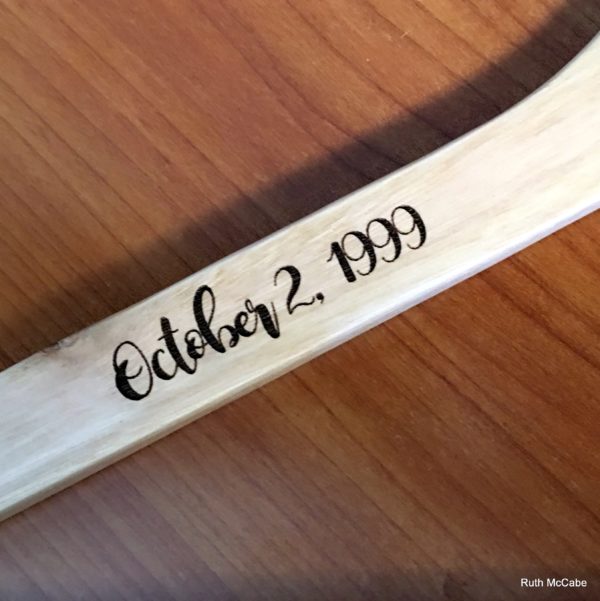 October 2, 1999
Ruth McCabe